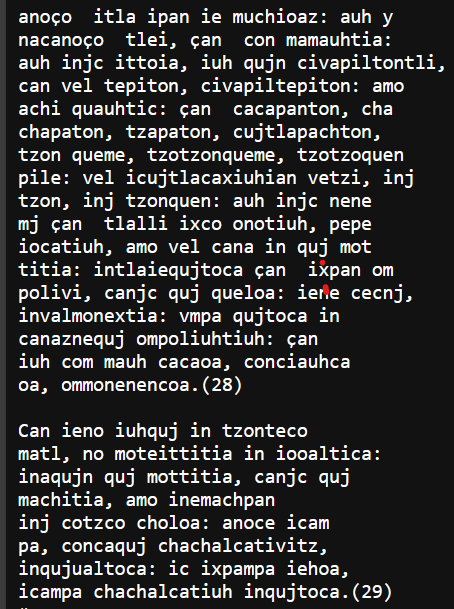 anoço  itla ipan ie muchioaz: auh y
nacanoço  tlei, çan  con mamauhtia:
auh injc ittoia, iuh qujn civapiltontli,
can vel tepiton, civapiltepiton: amo
achi quauhtic: çan  cacapanton, cha
chapaton, tzapaton, cujtlapachton,
tzon queme, tzotzonqueme, tzotzoquen
pile: vel icujtlacaxiuhian vetzi, inj
tzon, inj tzonquen: auh injc nene
mj çan  tlalli ixco onotiuh, pepe
iocatiuh, amo vel cana in quj mot
titia: intlaiequjtoca çan  ixpan om
polivi, canjc quj queloa: iene cecnj,
invalmonextia: vmpa qujtoca in
canaznequj ompoliuhtiuh: çan
iuh com mauh cacaoa, conciauhca
oa, ommonenencoa.(28)
Can ieno iuhquj in tzonteco
matl, no moteittitia in iooaltica:
inaqujn quj mottitia, canjc quj
machitia, amo inemachpan
inj cotzco choloa: anoce icam
pa, concaquj chachalcativitz,
inqujualtoca: ic ixpampa iehoa,
icampa chachalcatiuh inqujtoca.(29)